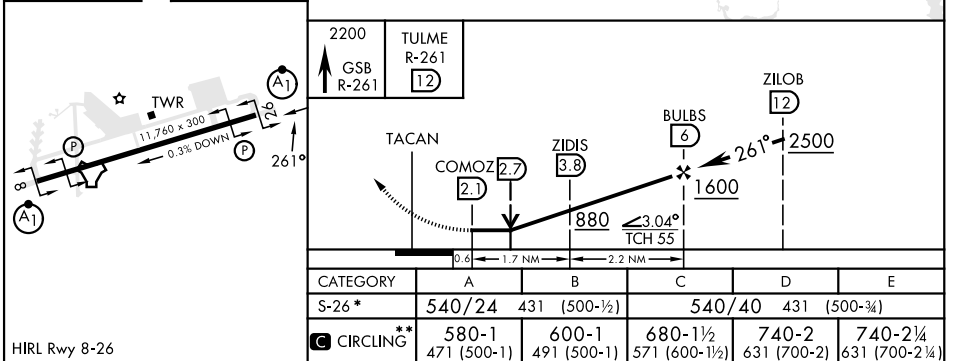 A1
TWR
26
11,760 x 300
0.3% DOWN
P
P
261°
8
A1
HIRL Rwy 8-26
2200
GSB
R-261
TULME
R-261
12
ZILOB
12
BULBS
6
261°
2500
TACAN
ZIDIS
3.8
COMOZ
2.7
2.1
1600
880
3.04°
TCH 55
0.6
1.7 NM
2.2 NM
CATEGORY A B C D E
S-26 * 540/24 431 (500-½) 540/40 431 (500-¾)
C CIRCLING** 580-1 600-1 680-1½ 740-2 740-2¼
471 (500-1) 491 (500-1) 571 (600-1½) 631 (700-2) 631 (700-2¼)